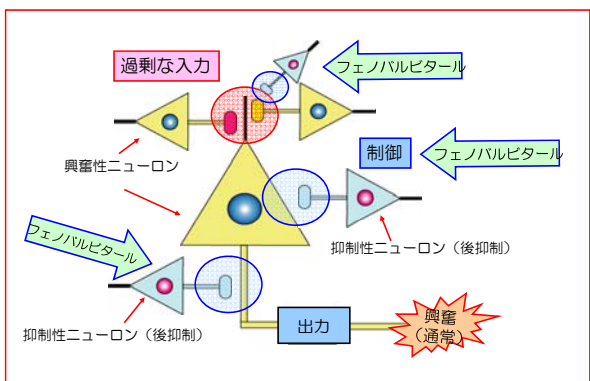 過剰な入力
フェノバルビタール
興奮性ニューロン
制御
フェノバルビタール
フェノバルビタール
抑制性ニューロン（後抑制）
抑制性ニューロン（後抑制）
出力
興奮
（通常）